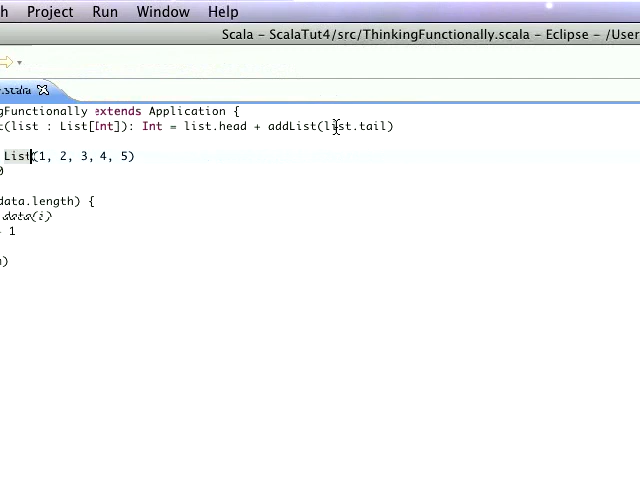 h Project Run Window Help
Scala - ScalaTut4/src/ThinkingFunctionally.scala - Eclipse - /User
.scala
gFunctionally extends Application {
t(list : List[Int]): Int = list.head + addList(list.tail)
List(1, 2, 3, 4, 5)
0
data.length) {
data(i)
+ 1
)